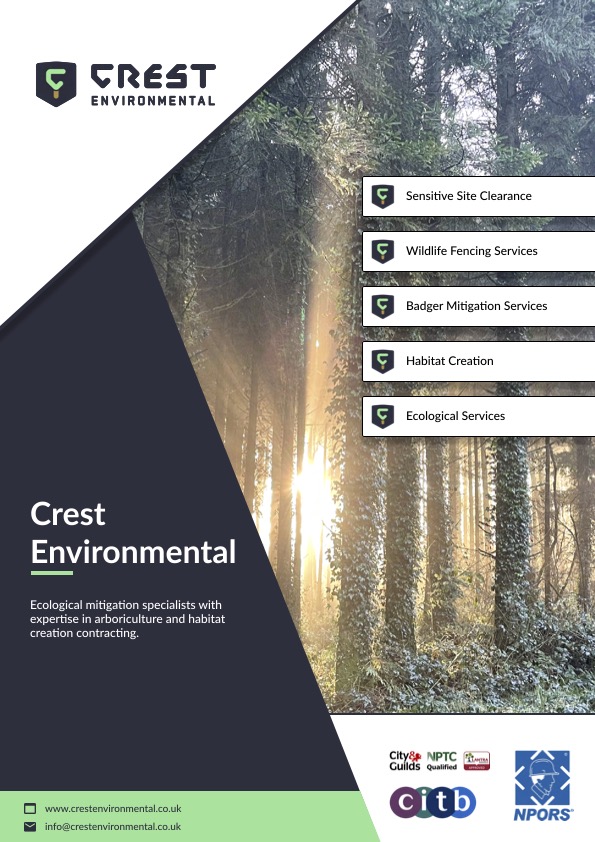 CREST
ENVIRONMENTAL
Sensitive Site Clearance
Wildlife Fencing Services
Badger Mitigation Services
Habitat Creation
Ecological Services
Crest
Environmental
Ecological mitigation specialists with
expertise in arboriculture and habitat
creation contracting.
City&
Guilds
NPTC
Qualified
LANTRA
citb
NPORS
www.crestenvironmental.co.uk
info@crestenvironmental.co.uk